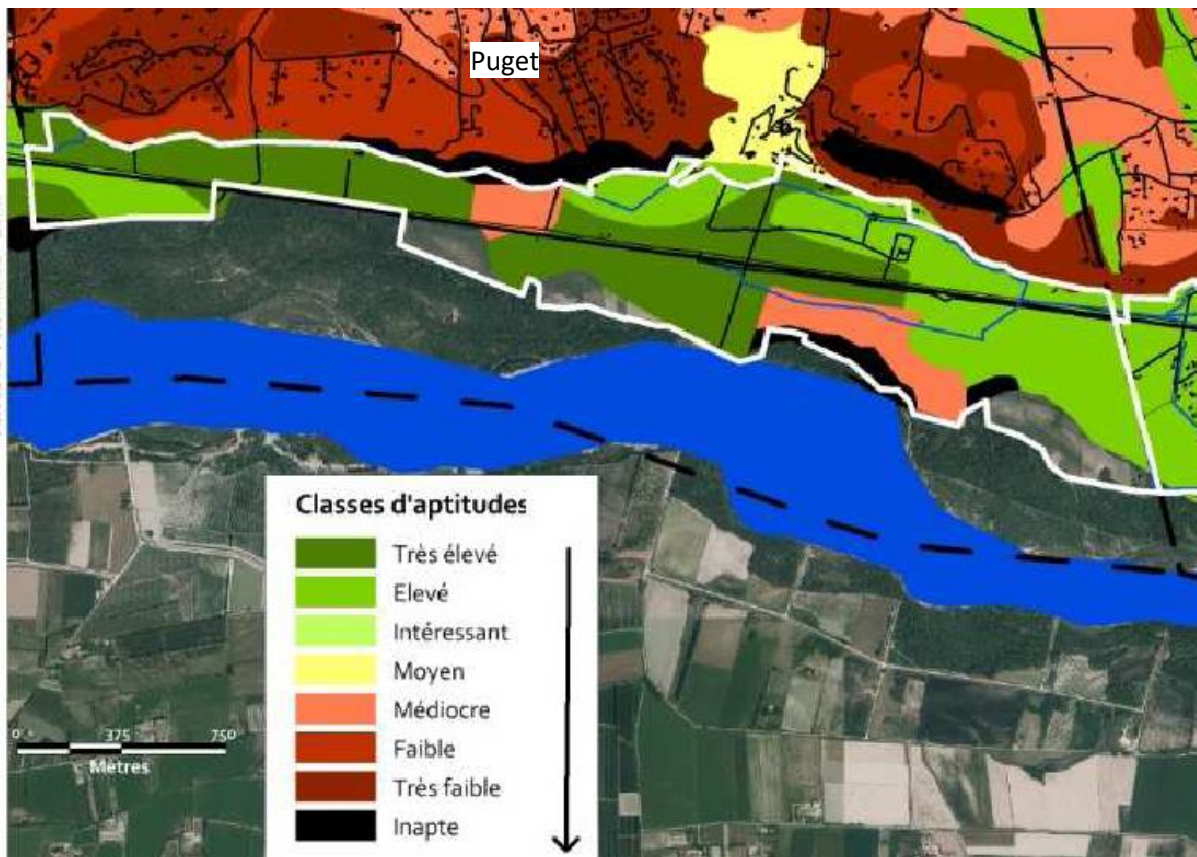 Puget
Classes d'aptitudes
Très élevé
Elevé
Intéressant
Moyen
Médiocre
Faible
Très faible
Inapte
0 375 750
Mètres